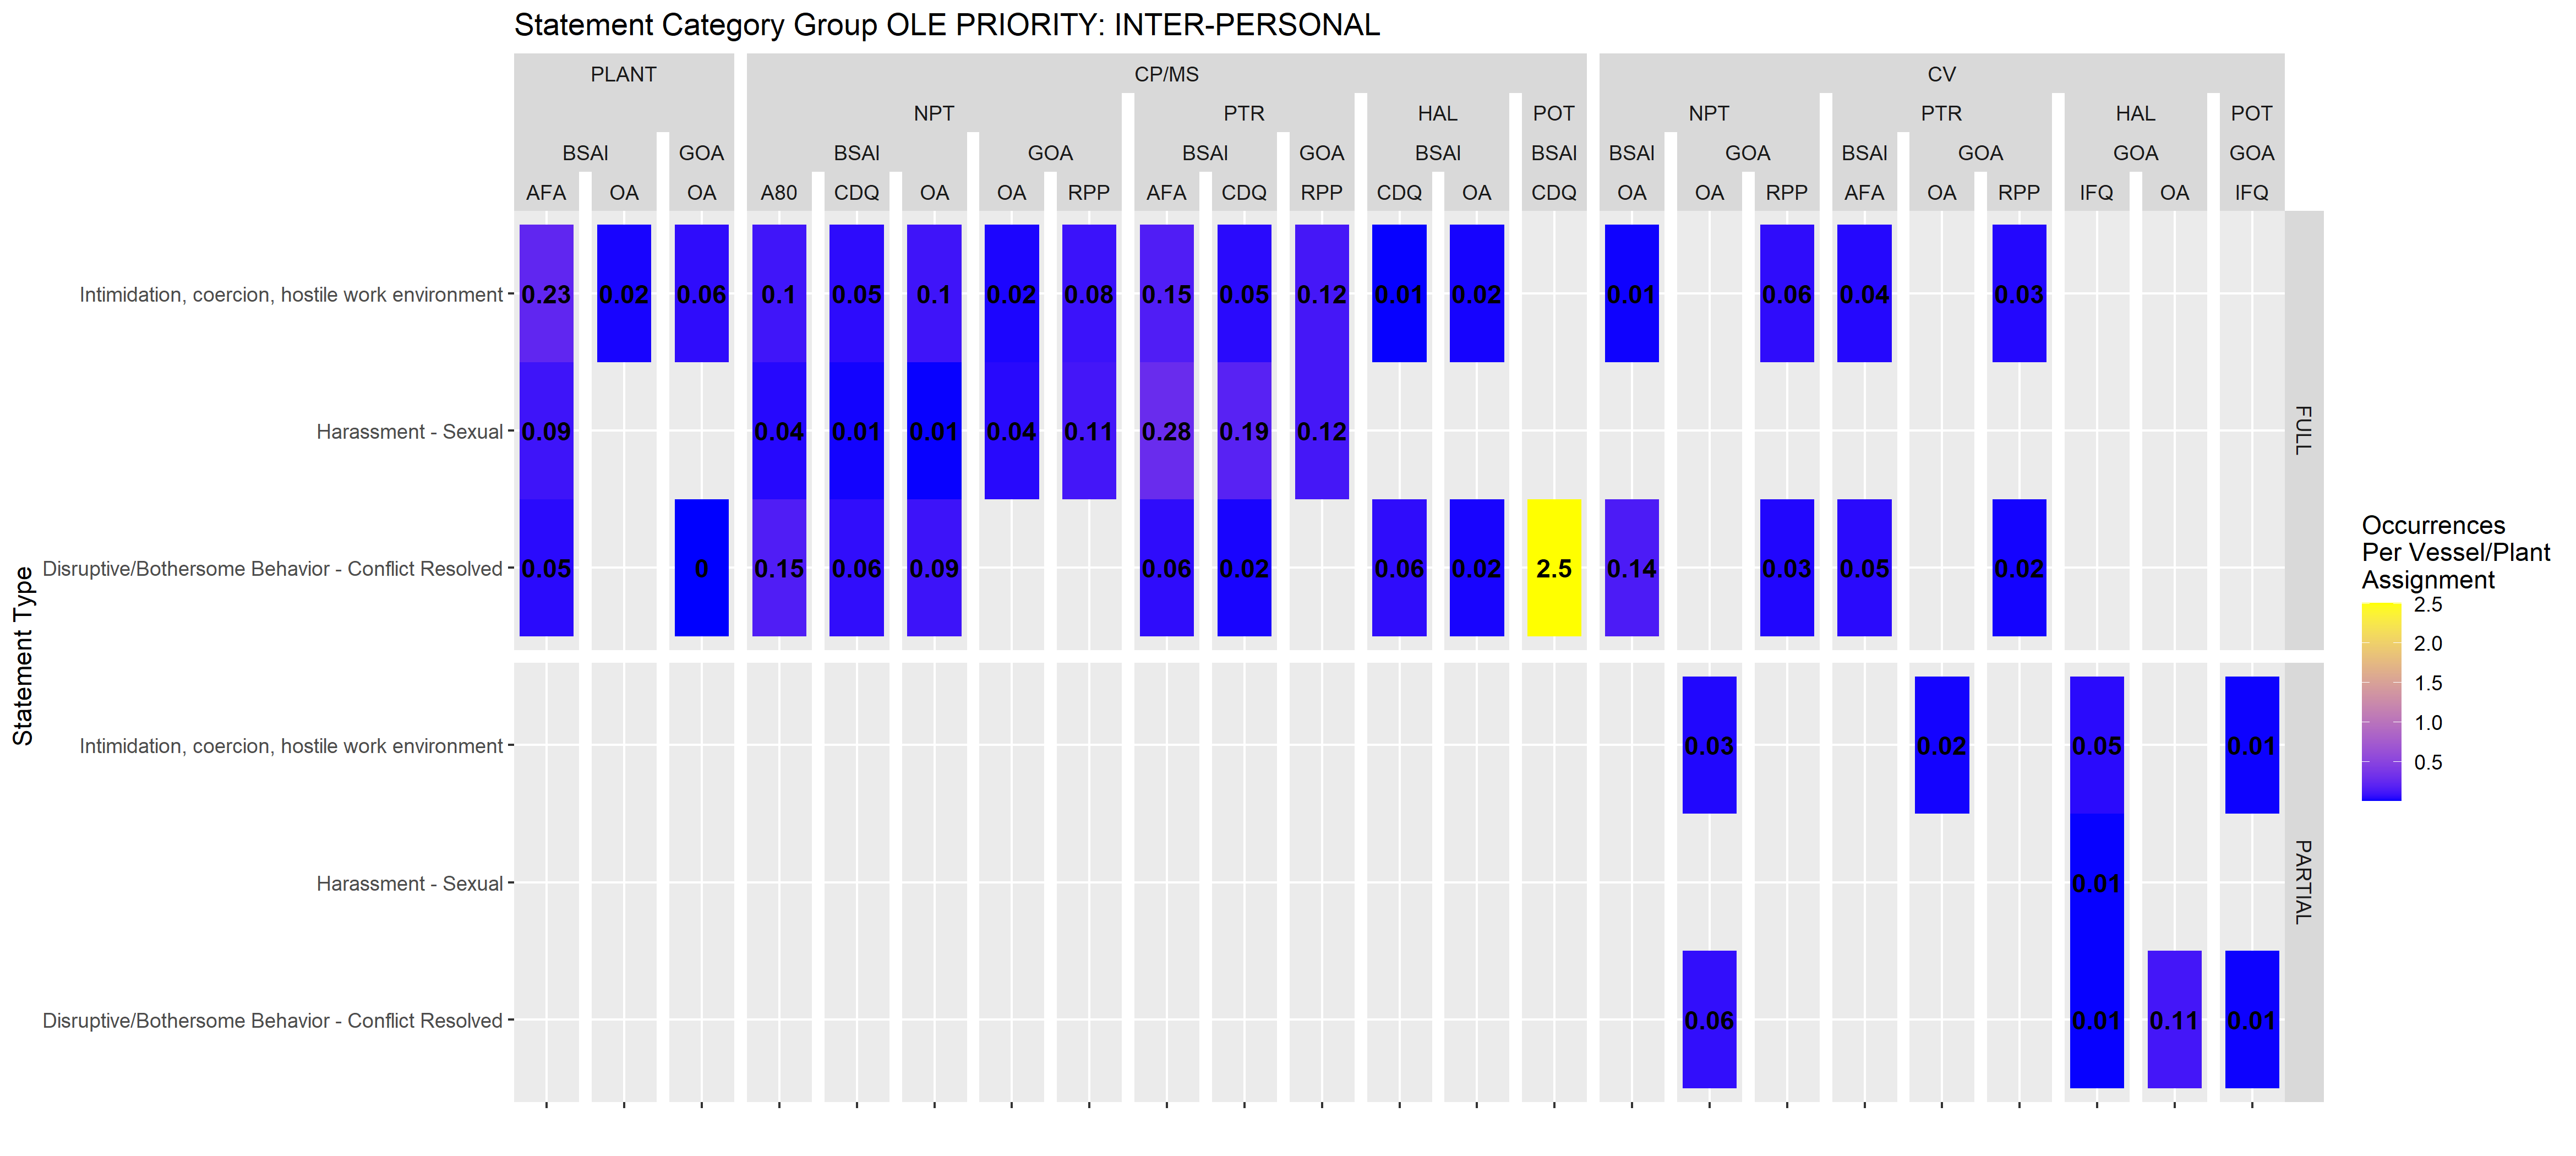 Statement Category Group OLE PRIORITY: INTER-PERSONAL
PLANT CP/MS CV
NPT PTR HAL POT NPT PTR HAL POT
BSAI GOA BSAI GOA BSAI GOA BSAI BSAI BSAI GOA BSAI GOA GOA GOA
AFA OA OA A80 CDQ OA OA RPP AFA CDQ RPP CDQ OA CDQ OA OA RPP AFA OA RPP IFQ OA IFQ
Intimidation, coercion, hostile work environment 0.23 0.02 0.06 0.1 0.05 0.1 0.02 0.08 0.15 0.05 0.12 0.01 0.02 0.01 0.06 0.04 0.03
Harassment - Sexual 0.09 0.04 0.01 0.01 0.04 0.11 0.28 0.19 0.12
FULL
Disruptive/Bothersome Behavior - Conflict Resolved 0.05 0 0.15 0.06 0.09 0.06 0.02 0.06 0.02 2.5 0.14 0.03 0.05 0.02
Intimidation, coercion, hostile work environment 0.03 0.02 0.05 0.01
Harassment - Sexual 0.01
PARTIAL
Disruptive/Bothersome Behavior - Conflict Resolved 0.06 0.01 0.11 0.01
Statement Type
Occurrences
Per Vessel/Plant
Assignment
2.5
2.0
1.5
1.0
0.5